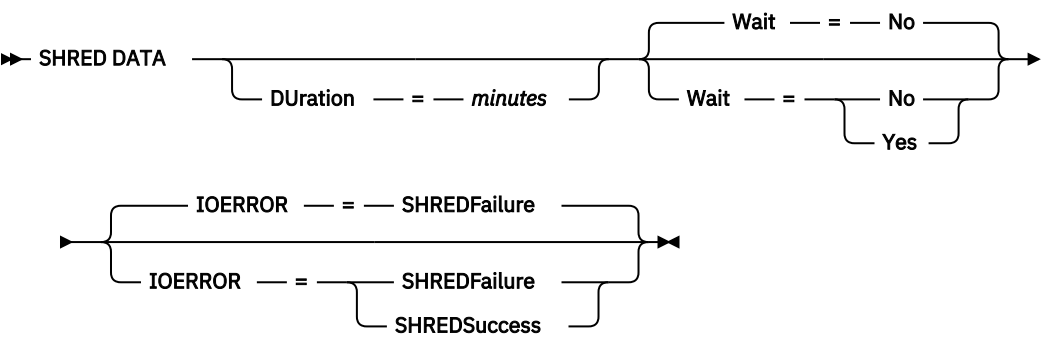 Wait = No
SHRED DATA
DUration = minutes
Wait = No
Yes
IOERROR = SHREDFailure
IOERROR = SHREDFailure
SHREDSuccess